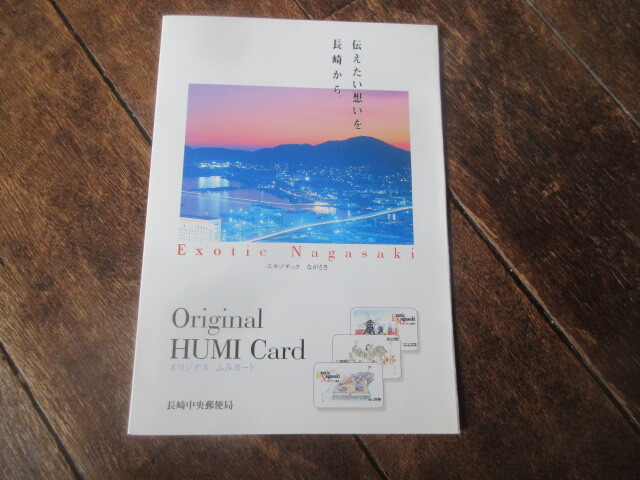 伝えたい想いを
長崎から
Exotic Nagasaki
エキゾチック ながさき
Original
HUMI Card
オリジナル ふみカード
長崎中央郵便局